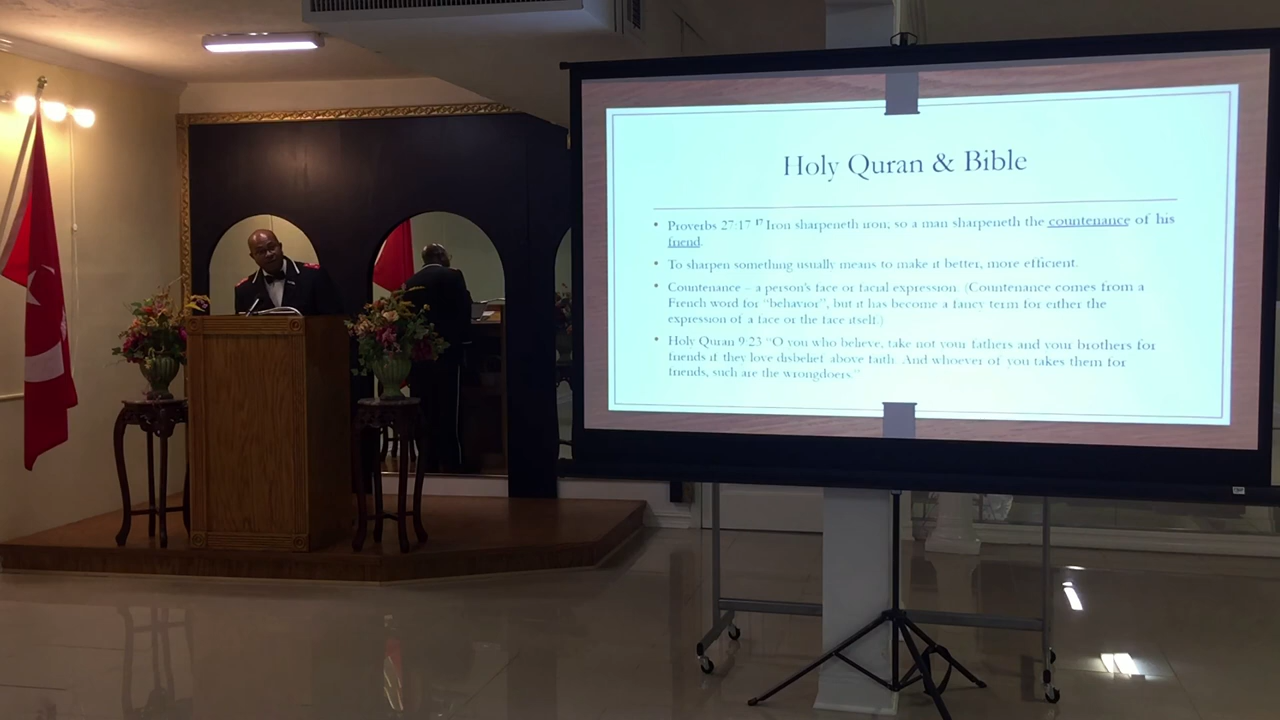 Holy Quran & Bible
• Proverbs 27:17 17 Iron sharpeneth iron; so a man sharpeneth the countenance of his
friend.
• To sharpen something usually means to make it better, more efficient.
• Countenance – a person's face or facial expression. (Countenance comes from a
French word for "behavior", but it has become a fancy term for either the
expression of a face or the face itself.)
• Holy Quran 9:23 "O you who believe, take not your fathers and your brothers for
friends if they love disbelief above faith. And whoever of you takes them for
friends, such are the wrongdoers."